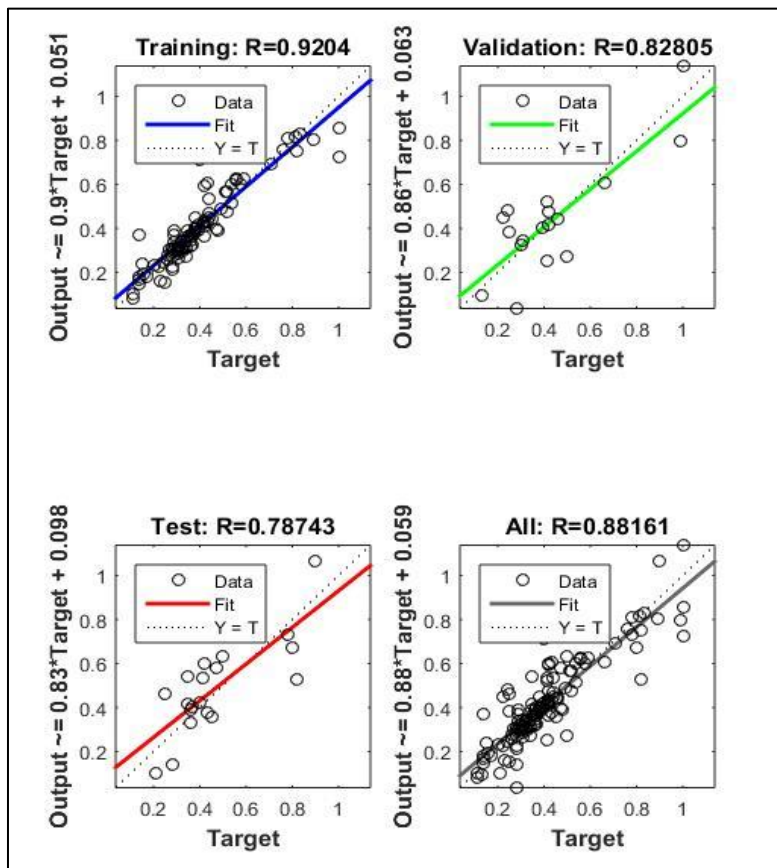 Training: R=0.9204
Output ~= 0.9*Target + 0.051
1
0.8
0.6
0.4
0.2
Data
Fit
Y = T
0.2 0.4 0.6 0.8 1
Target
Validation: R=0.82805
Output ~= 0.86*Target + 0.063
1
0.8
0.6
0.4
0.2
Data
Fit
Y = T
0.2 0.4 0.6 0.8 1
Target
Test: R=0.78743
Output ~= 0.83*Target + 0.098
1
0.8
0.6
0.4
0.2
Data
Fit
Y = T
0.2 0.4 0.6 0.8 1
Target
All: R=0.88161
Output ~= 0.88*Target + 0.059
1
0.8
0.6
0.4
0.2
Data
Fit
Y = T
0.2 0.4 0.6 0.8 1
Target